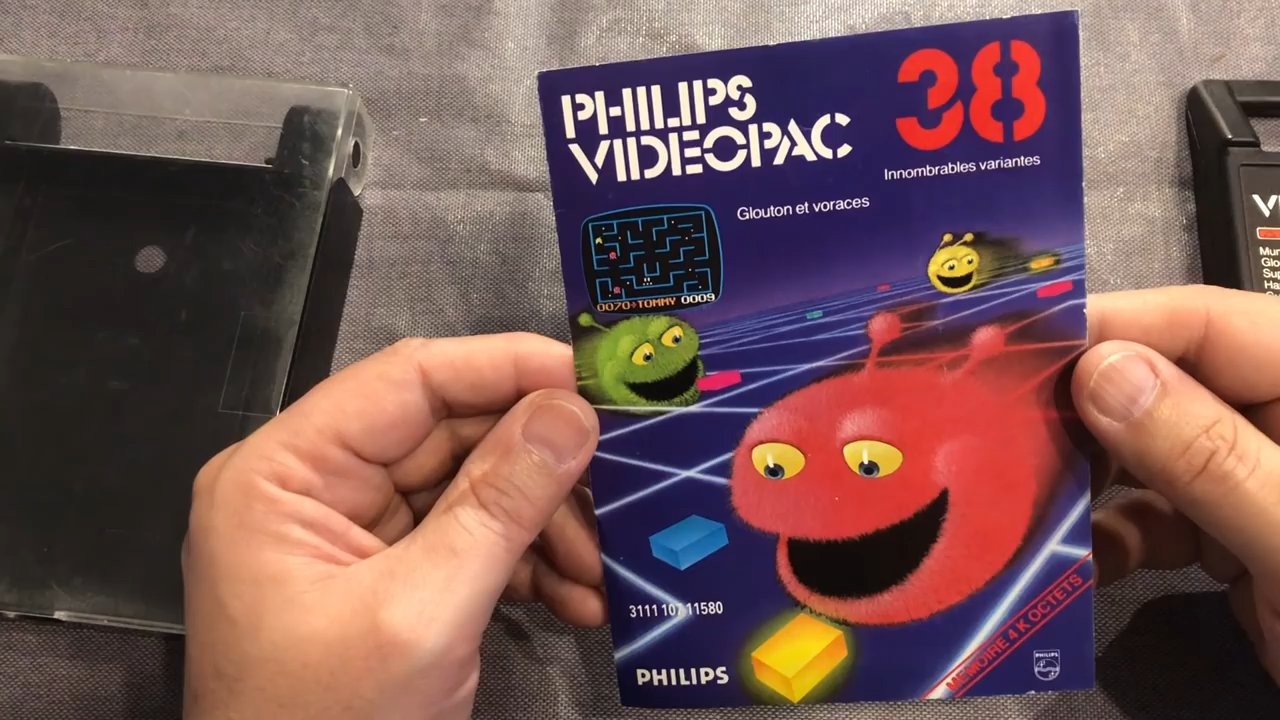 PHILIPS
VIDEOPAC
38
Innombrables variantes
Glouton et voraces
0070 TOMMY 0009
3111 107 11580
PHILIPS
MEMOIRE 4 K OCTETS
PHILIPS